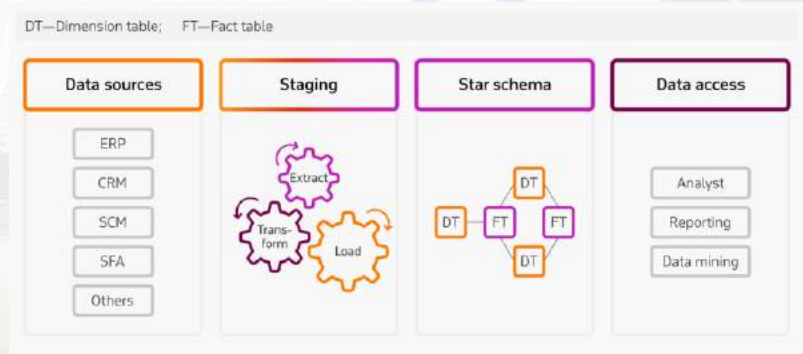 DT—Dimension table; FT—Fact table
Data sources
ERP
CRM
SCM
SFA
Others
Staging
Extract
Trans-
form
Load
Star schema
DT
DT
FT
FT
DT
Data access
Analyst
Reporting
Data mining